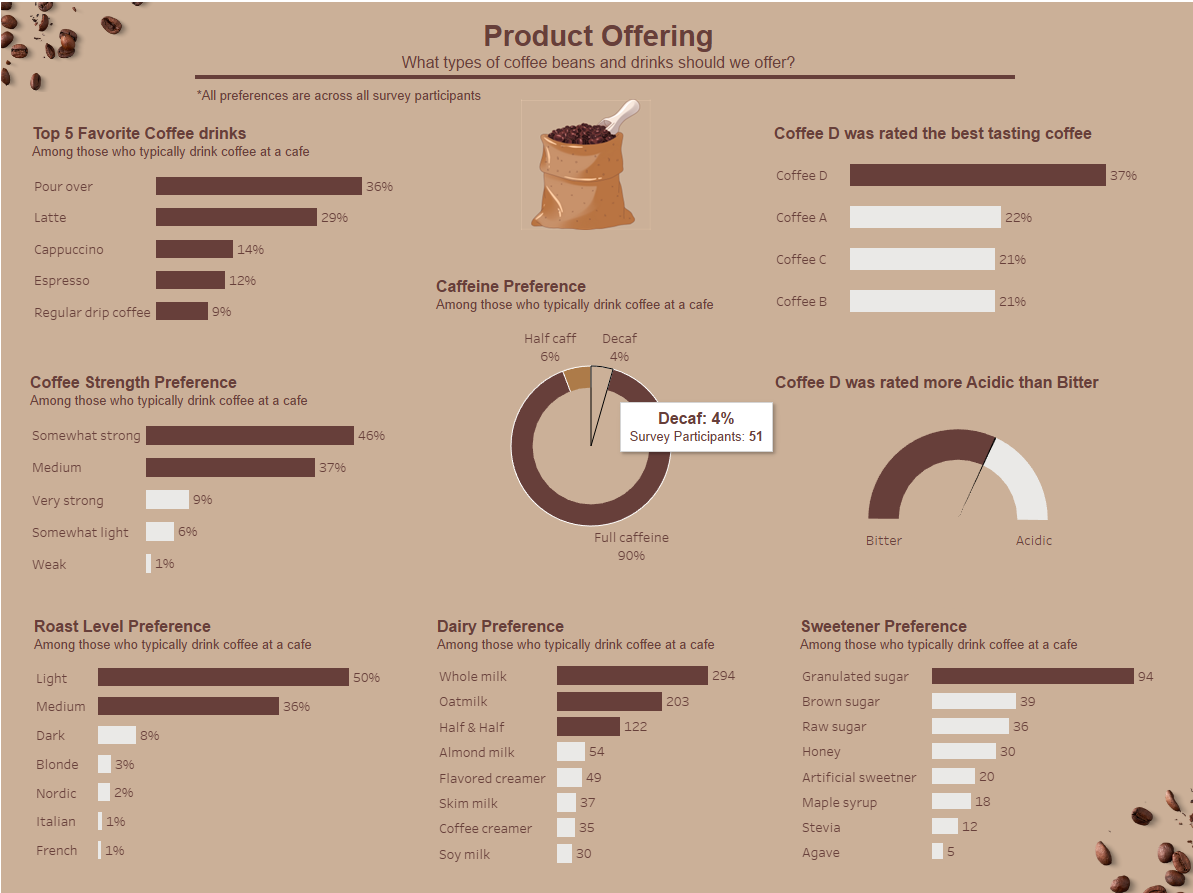 Product Offering
What types of coffee beans and drinks should we offer?
*All preferences are across all survey participants
Top 5 Favorite Coffee drinks
Among those who typically drink coffee at a cafe
Pour over 36%
Latte 29%
Cappuccino 14%
Espresso 12%
Regular drip coffee 9%
Coffee D was rated the best tasting coffee
Coffee D 37%
Coffee A 22%
Coffee C 21%
Coffee B 21%
Caffeine Preference
Among those who typically drink coffee at a cafe
Half caff
6%
Decaf
4%
Decaf: 4%
Survey Participants: 51
Full caffeine
90%
Coffee Strength Preference
Among those who typically drink coffee at a cafe
Somewhat strong 46%
Medium 37%
Very strong 9%
Somewhat light 6%
Weak 1%
Coffee D was rated more Acidic than Bitter
Bitter Acidic
Roast Level Preference
Among those who typically drink coffee at a cafe
Light 50%
Medium 36%
Dark 8%
Blonde 3%
Nordic 2%
Italian 1%
French 1%
Dairy Preference
Among those who typically drink coffee at a cafe
Whole milk 294
Oatmilk 203
Half & Half 122
Almond milk 54
Flavored creamer 49
Skim milk 37
Coffee creamer 35
Soy milk 30
Sweetener Preference
Among those who typically drink coffee at a cafe
Granulated sugar 94
Brown sugar 39
Raw sugar 36
Honey 30
Artificial sweetner 20
Maple syrup 18
Stevia 12
Agave 5